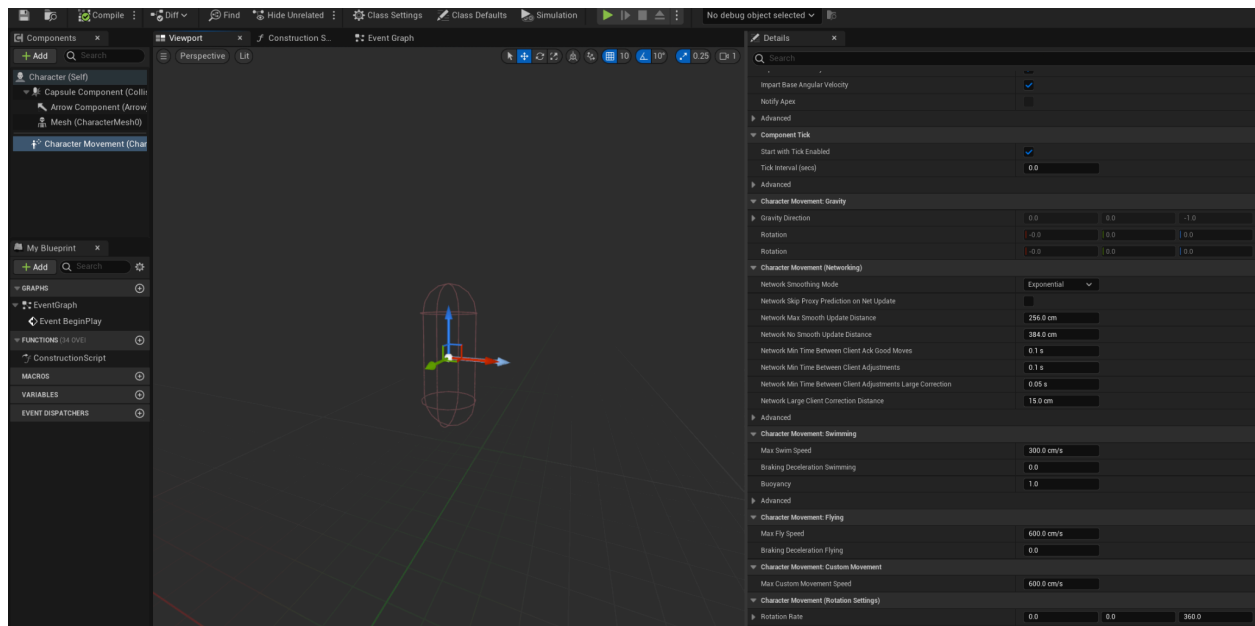 Compile
Diff
Find
Hide Unrelated
Class Settings
Class Defaults
Simulation
No debug object selected
Components
Add
Search
Character (Self)
Capsule Component (Collis
Arrow Component (Arrow
Mesh (CharacterMesh0)
Character Movement (Char
My Blueprint
Add
Search
GRAPHS
EventGraph
Event BeginPlay
FUNCTIONS (34 OVE
ConstructionScript
MACROS
VARIABLES
EVENT DISPATCHERS
Viewport
Construction S...
Event Graph
Perspective
Lit
10
10°
0.25
1
Details
Search
Impart Base Angular Velocity
Notify Apex
Advanced
Component Tick
Start with Tick Enabled
Tick Interval (secs) 0.0
Advanced
Character Movement: Gravity
Gravity Direction 0.0 0.0 -1.0
Rotation -0.0 0.0 0.0
Rotation -0.0 0.0 0.0
Character Movement (Networking)
Network Smoothing Mode Exponential
Network Skip Proxy Prediction on Net Update
Network Max Smooth Update Distance 256.0 cm
Network No Smooth Update Distance 384.0 cm
Network Min Time Between Client Ack Good Moves 0.1 s
Network Min Time Between Client Adjustments 0.1 s
Network Min Time Between Client Adjustments Large Correction 0.05 s
Network Large Client Correction Distance 15.0 cm
Advanced
Character Movement: Swimming
Max Swim Speed 300.0 cm/s
Braking Deceleration Swimming 0.0
Buoyancy 1.0
Advanced
Character Movement: Flying
Max Fly Speed 600.0 cm/s
Braking Deceleration Flying 0.0
Character Movement: Custom Movement
Max Custom Movement Speed 600.0 cm/s
Character Movement (Rotation Settings)
Rotation Rate 0.0 0.0 360.0